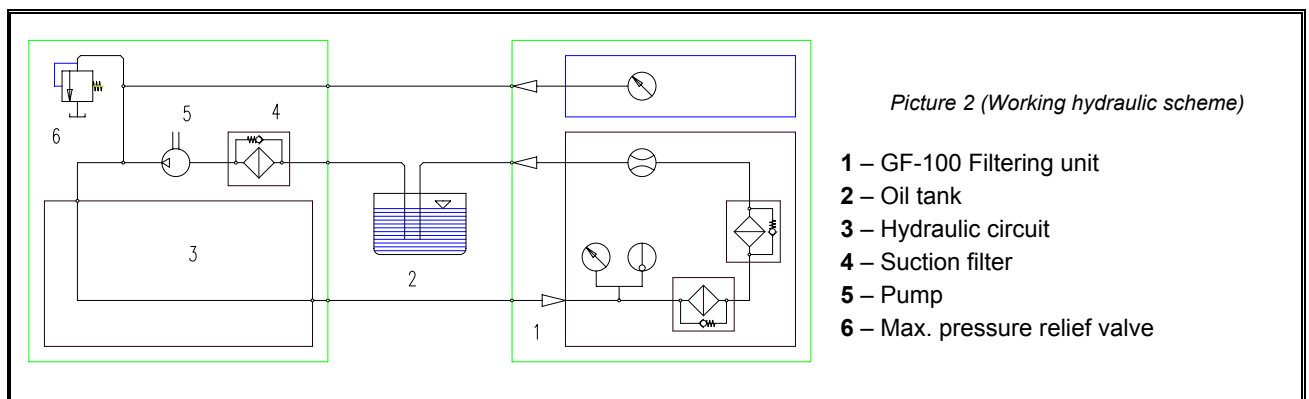 Picture 2 (Working hydraulic scheme)
1 – GF-100 Filtering unit
2 – Oil tank
3 – Hydraulic circuit
4 – Suction filter
5 – Pump
6 – Max. pressure relief valve
6
5
4
3
2
1